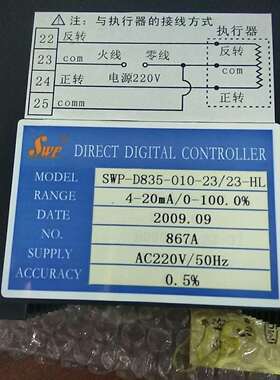 注：与执行器的接线方式
执行器
22 反转 反转
23 com 火线 零线 com
24 正转 电源220V 正转
25 comm
SWP DIRECT DIGITAL CONTROLLER
MODEL SWP-D835-010-23/23-HL
RANGE 4-20mA/0-100.0%
DATE 2009.09
NO. 867A
SUPPLY AC220V/50Hz
ACCURACY 0.5%